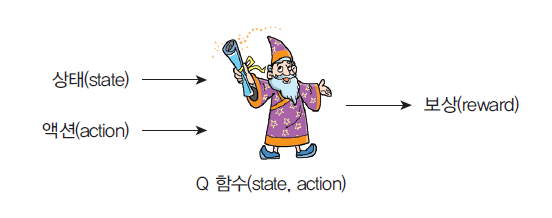 상태(state)
액션(action)
보상(reward)
Q 함수(state, action)